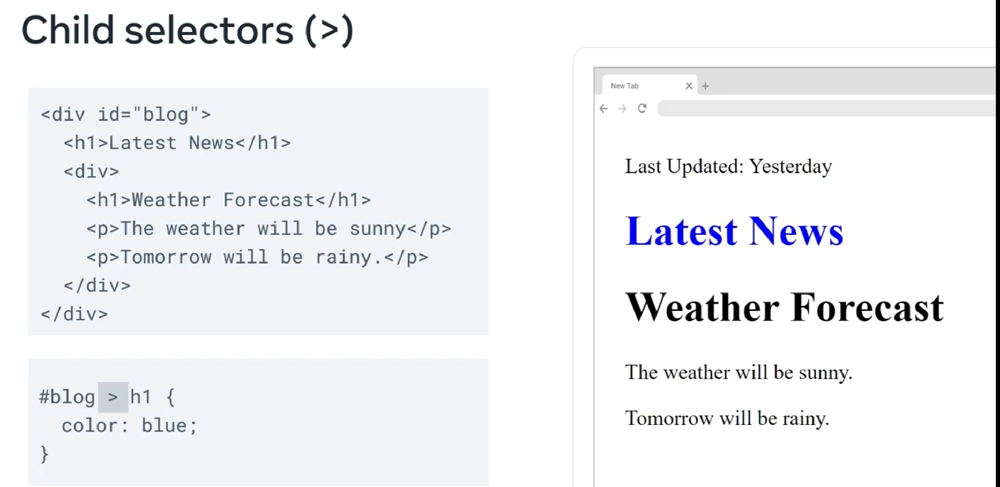 Child selectors (>)
<div id="blog">
  <h1>Latest News</h1>
  <div>
    <h1>Weather Forecast</h1>
    <p>The weather will be sunny</p>
    <p>Tomorrow will be rainy.</p>
  </div>
</div>
#blog > h1 {
  color: blue;
}
New Tab
Last Updated: Yesterday
Latest News
Weather Forecast
The weather will be sunny.
Tomorrow will be rainy.